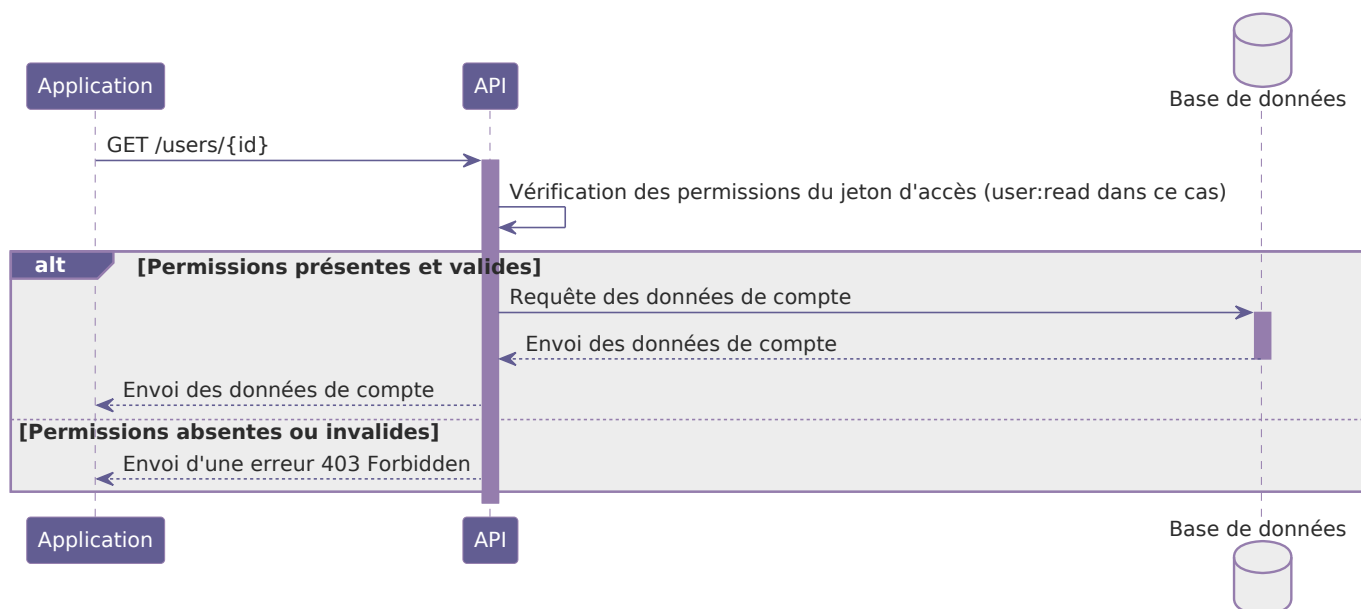 Application
API
Base de données
GET /users/{id}
Vérification des permissions du jeton d'accès (user:read dans ce cas)
alt
[Permissions présentes et valides]
Requête des données de compte
Envoi des données de compte
Envoi des données de compte
[Permissions absentes ou invalides]
Envoi d'une erreur 403 Forbidden
Application
API
Base de données